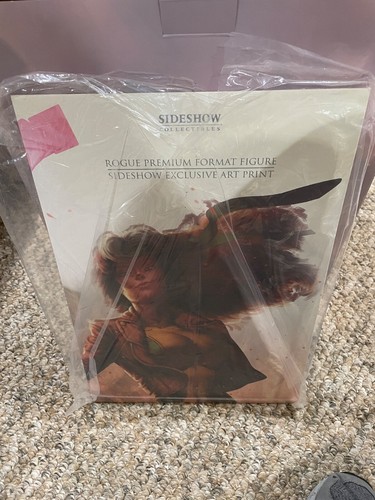 SIDESHOW
COLLECTIBLES
ROGUE PREMIUM FORMAT FIGURE
SIDESHOW EXCLUSIVE ART PRINT